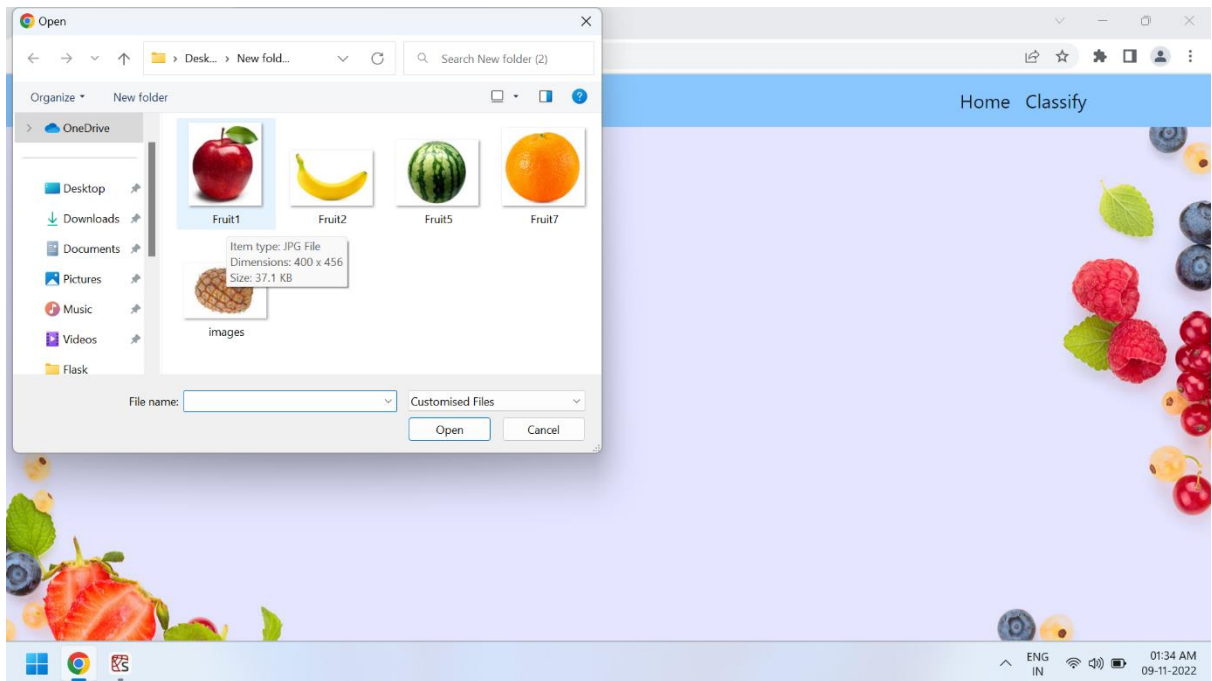 Open
Desk... > New fold...
Search New folder (2)
Organize
New folder
Home Classify
OneDrive
Desktop
Downloads
Documents
Pictures
Music
Videos
Flask
Fruit1
Fruit2
Fruit5
Fruit7
Item type: JPG File
Dimensions: 400 x 456
Size: 37.1 KB
images
File name:
Customised Files
Open
Cancel
ENG
IN
01:34 AM
09-11-2022